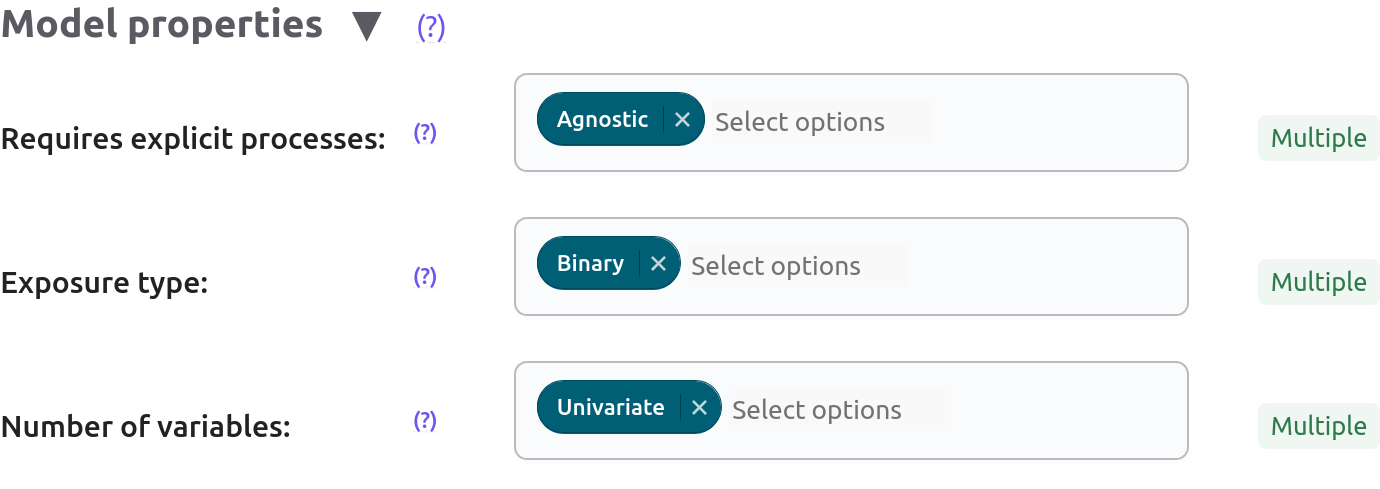 Model properties ▼ (?)
Requires explicit processes: (?) Agnostic × Select options Multiple
Exposure type: (?) Binary × Select options Multiple
Number of variables: (?) Univariate × Select options Multiple